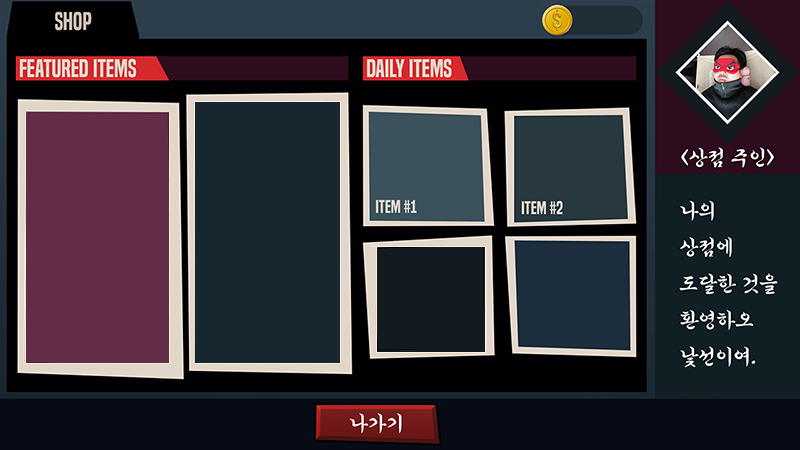 SHOP
FEATURED ITEMS
DAILY ITEMS
ITEM #1
ITEM #2
<상점 주인>
나의
상점에
도달한 것을
환영하오
낯선이여.
나가기